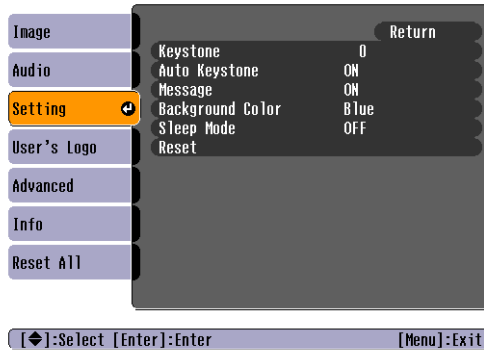 Image
Audio
Setting
User's Logo
Advanced
Info
Reset All
Return
Keystone 0
Auto Keystone ON
Message ON
Background Color Blue
Sleep Mode OFF
Reset
[◆]:Select [Enter]:Enter [Menu]:Exit